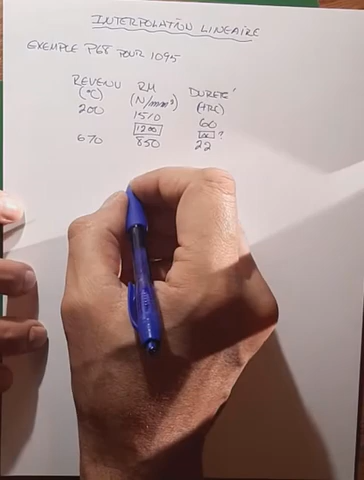 INTERPOLATION LINEAIRE
EXEMPLE P68 POUR 1095
REVENU RM DURETÉ
(°C) (N/mm²) (HRC)
200 1510 60
1200 ?
670 850 22